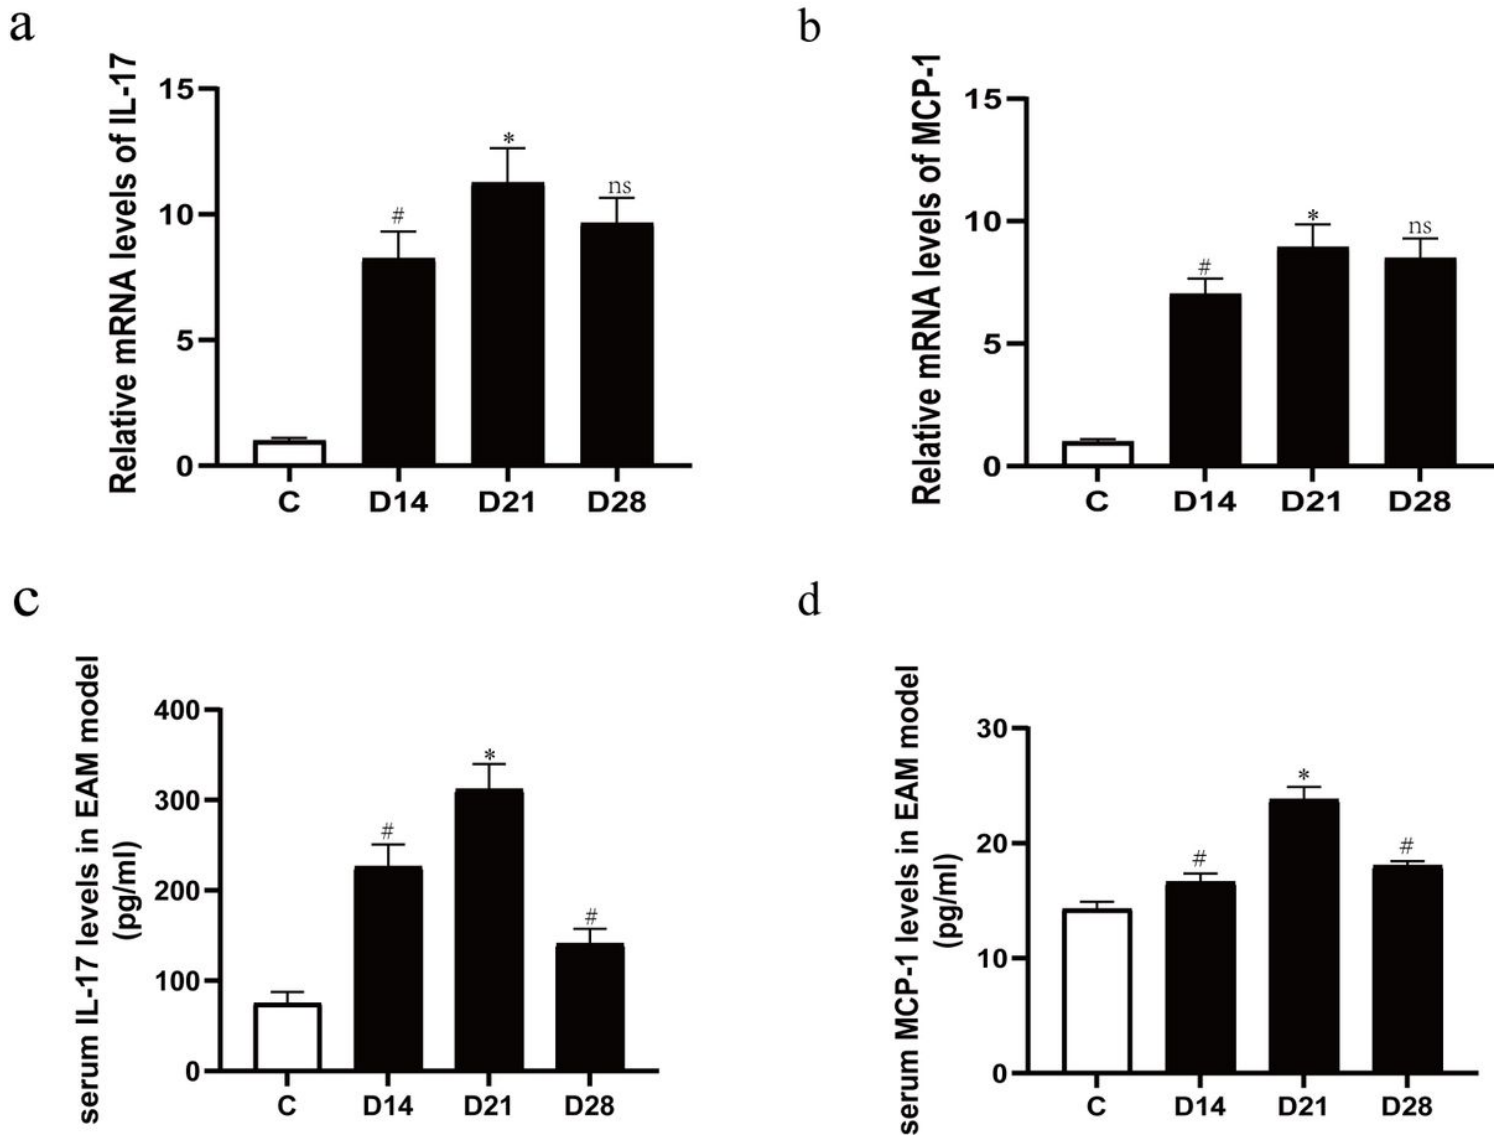 a
Relative mRNA levels of IL-17
15
10
5
0
#
*
ns
C D14 D21 D28
b
Relative mRNA levels of MCP-1
15
10
5
0
#
*
ns
C D14 D21 D28
c
serum IL-17 levels in EAM model
(pg/ml)
400
300
200
100
0
#
*
#
C D14 D21 D28
d
serum MCP-1 levels in EAM model
(pg/ml)
30
20
10
0
#
*
#
C D14 D21 D28